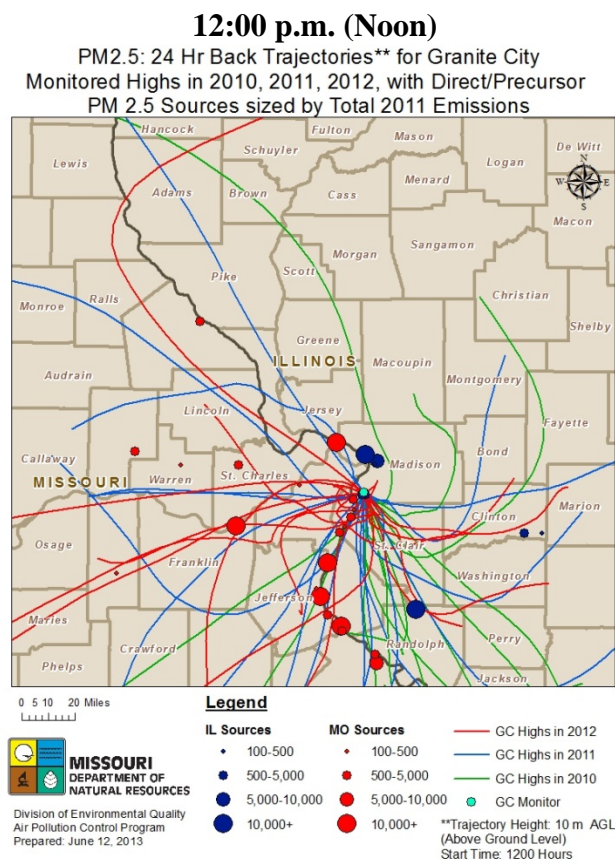 12:00 p.m. (Noon)
PM2.5: 24 Hr Back Trajectories** for Granite City
Monitored Highs in 2010, 2011, 2012, with Direct/Precursor
PM 2.5 Sources sized by Total 2011 Emissions
Hancock
Fulton
Mason
De Witt
Schuyler
Logan
Lewis
Menard
N
W E
S
Adams
Brown
Cass
Macon
Sangamon
Morgan
Scott
Pike
Christian
Monroe
Ralls
Shelby
Greene
ILLINOIS
Macoupin
Audrain
Montgomery
Lincoln
Jersey
Fayette
Callaway
Bond
Madison
MISSOURI
Warren
St. Charles
Marion
Clinton
Osage
St. Clair
Franklin
Washington
Jefferson
Maries
Crawford
Randolph
Perry
Phelps
Jackson
0 5 10 20 Miles
Legend
IL Sources
100-500
500-5,000
5,000-10,000
10,000+
MO Sources
100-500
500-5,000
5,000-10,000
10,000+
GC Highs in 2012
GC Highs in 2011
GC Highs in 2010
GC Monitor
**Trajectory Height: 10 m AGL
(Above Ground Level)
Start Time: 1200 Hours
MISSOURI
DEPARTMENT OF
NATURAL RESOURCES
Division of Environmental Quality
Air Pollution Control Program
Prepared: June 12, 2013